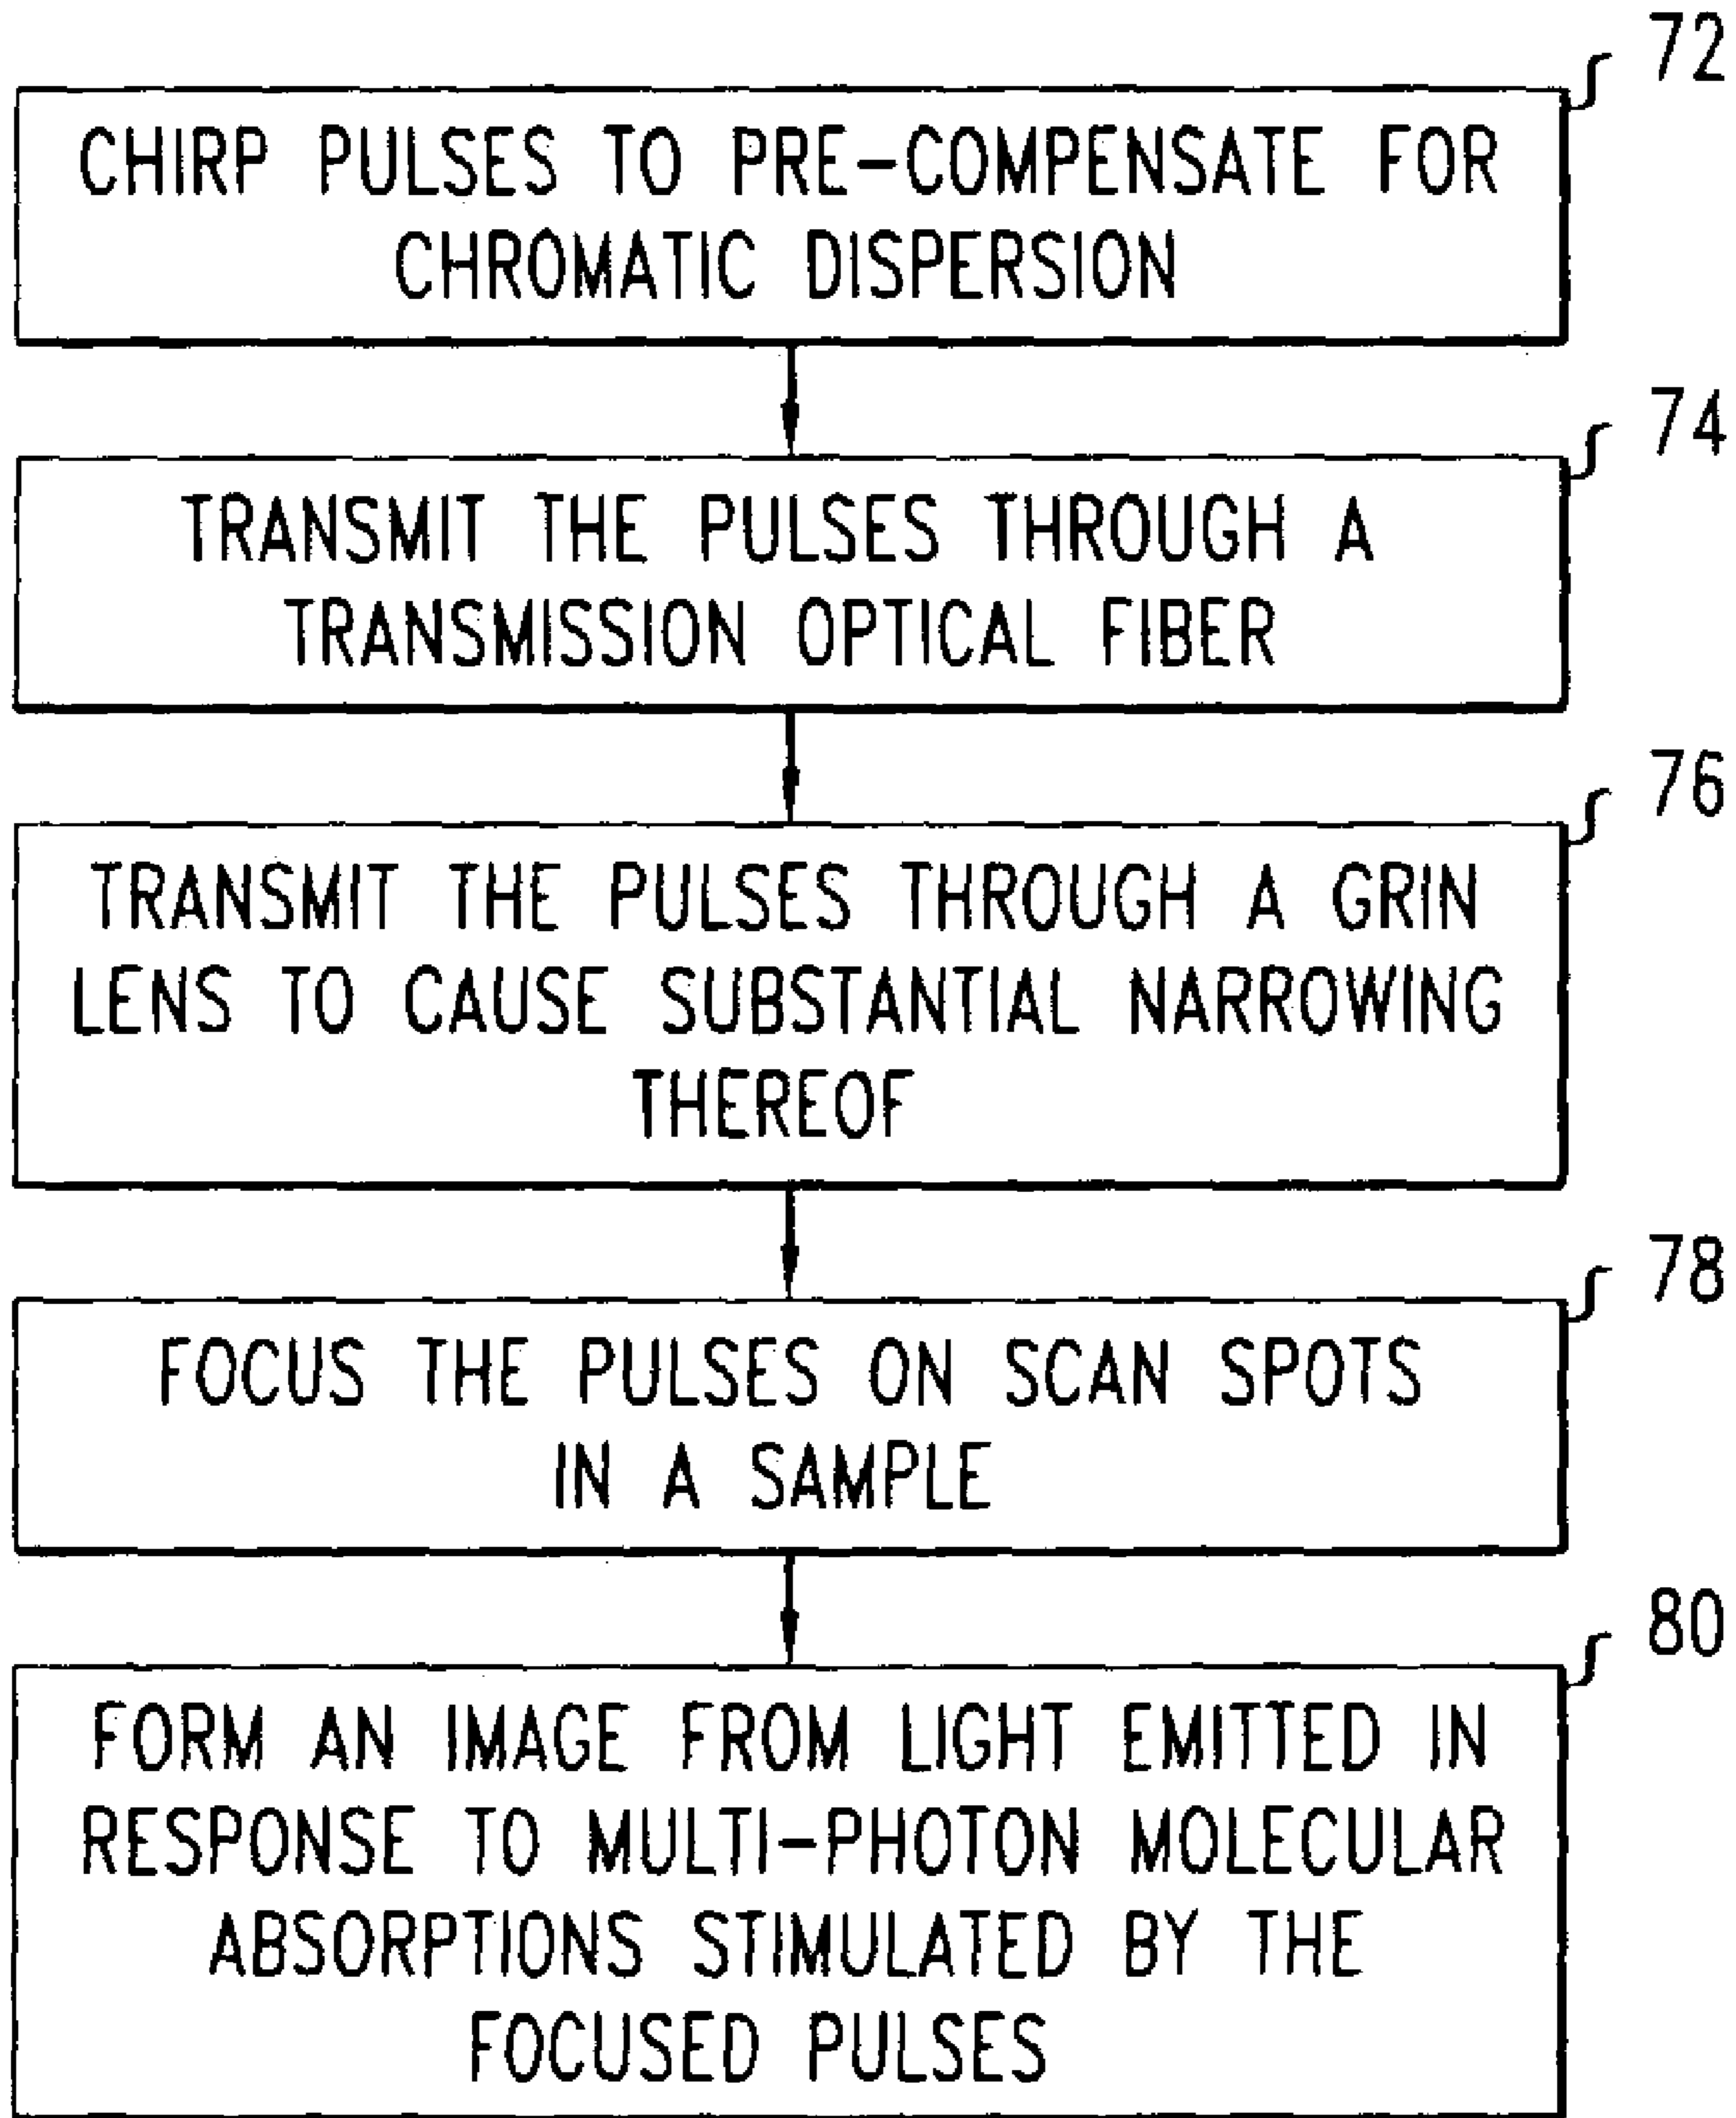 72
CHIRP PULSES TO PRE-COMPENSATE FOR
CHROMATIC DISPERSION
74
TRANSMIT THE PULSES THROUGH A
TRANSMISSION OPTICAL FIBER
76
TRANSMIT THE PULSES THROUGH A GRIN
LENS TO CAUSE SUBSTANTIAL NARROWING
THEREOF
78
FOCUS THE PULSES ON SCAN SPOTS
IN A SAMPLE
80
FORM AN IMAGE FROM LIGHT EMITTED IN
RESPONSE TO MULTI-PHOTON MOLECULAR
ABSORPTIONS STIMULATED BY THE
FOCUSED PULSES